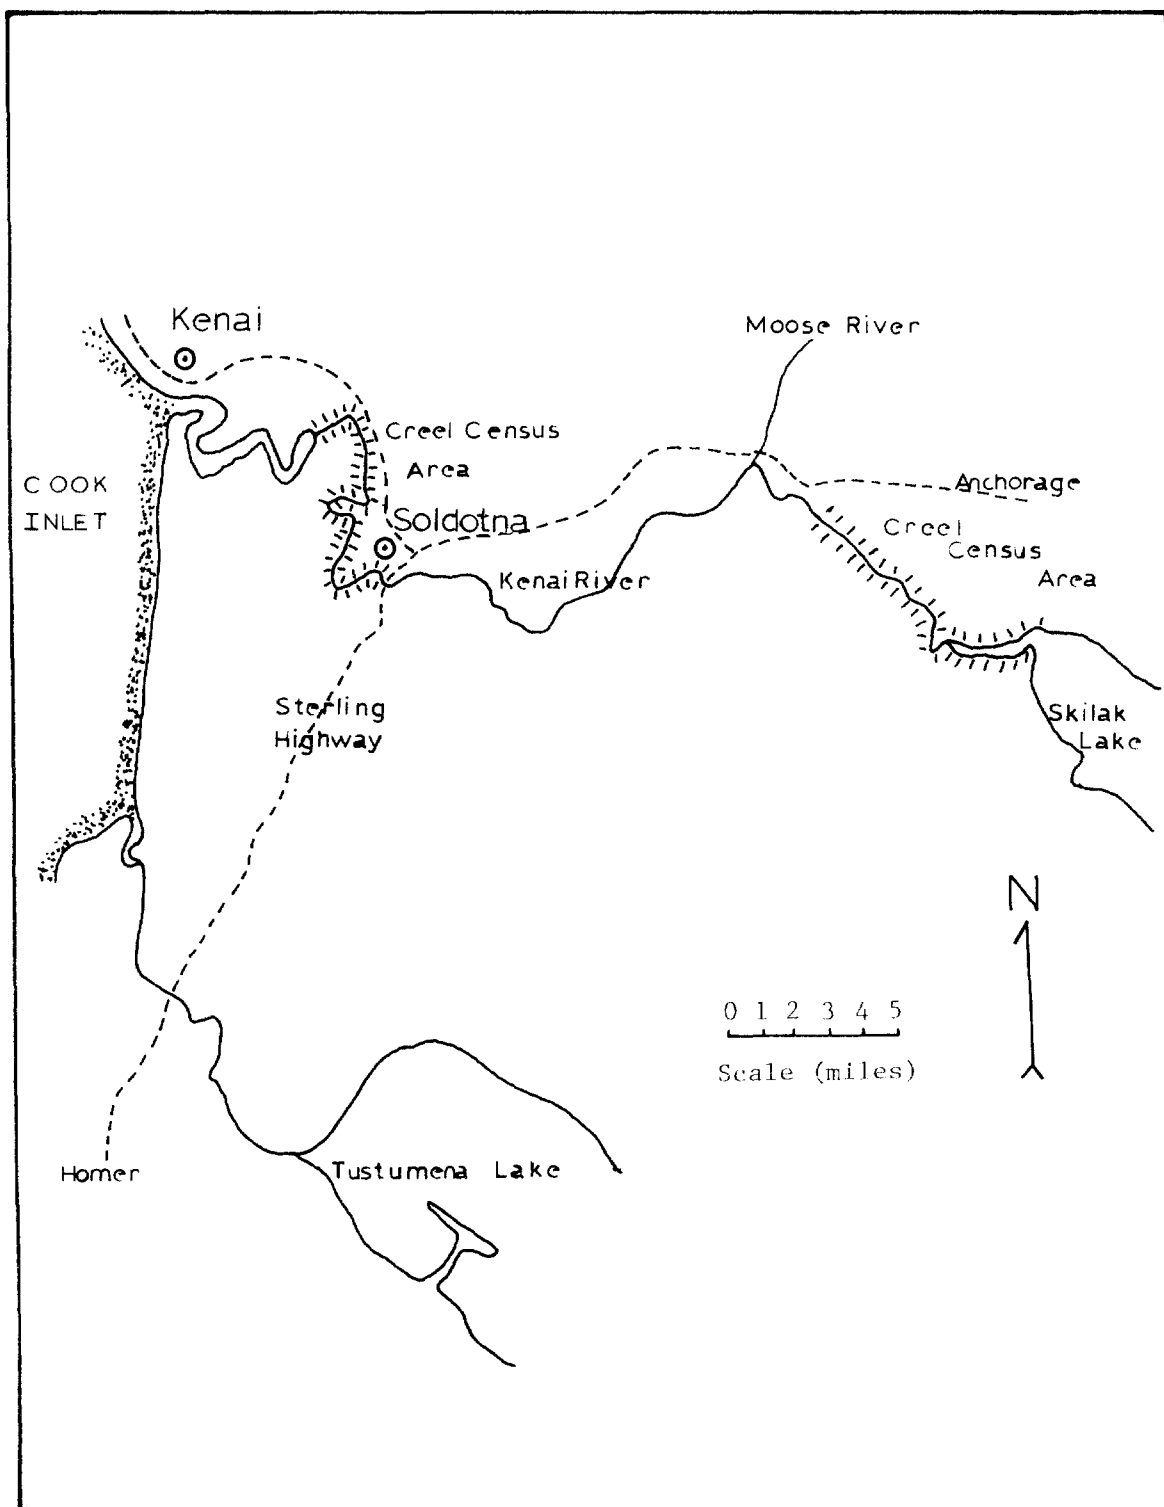 Kenai
Moose River
Creel Census
Area
COOK
INLET
Anchorage
Soldotna
Creel
Census
Area
Kenai River
Sterling
Highway
Skilak
Lake
N
0 1 2 3 4 5
Scale (miles)
Homer
Tustumena Lake